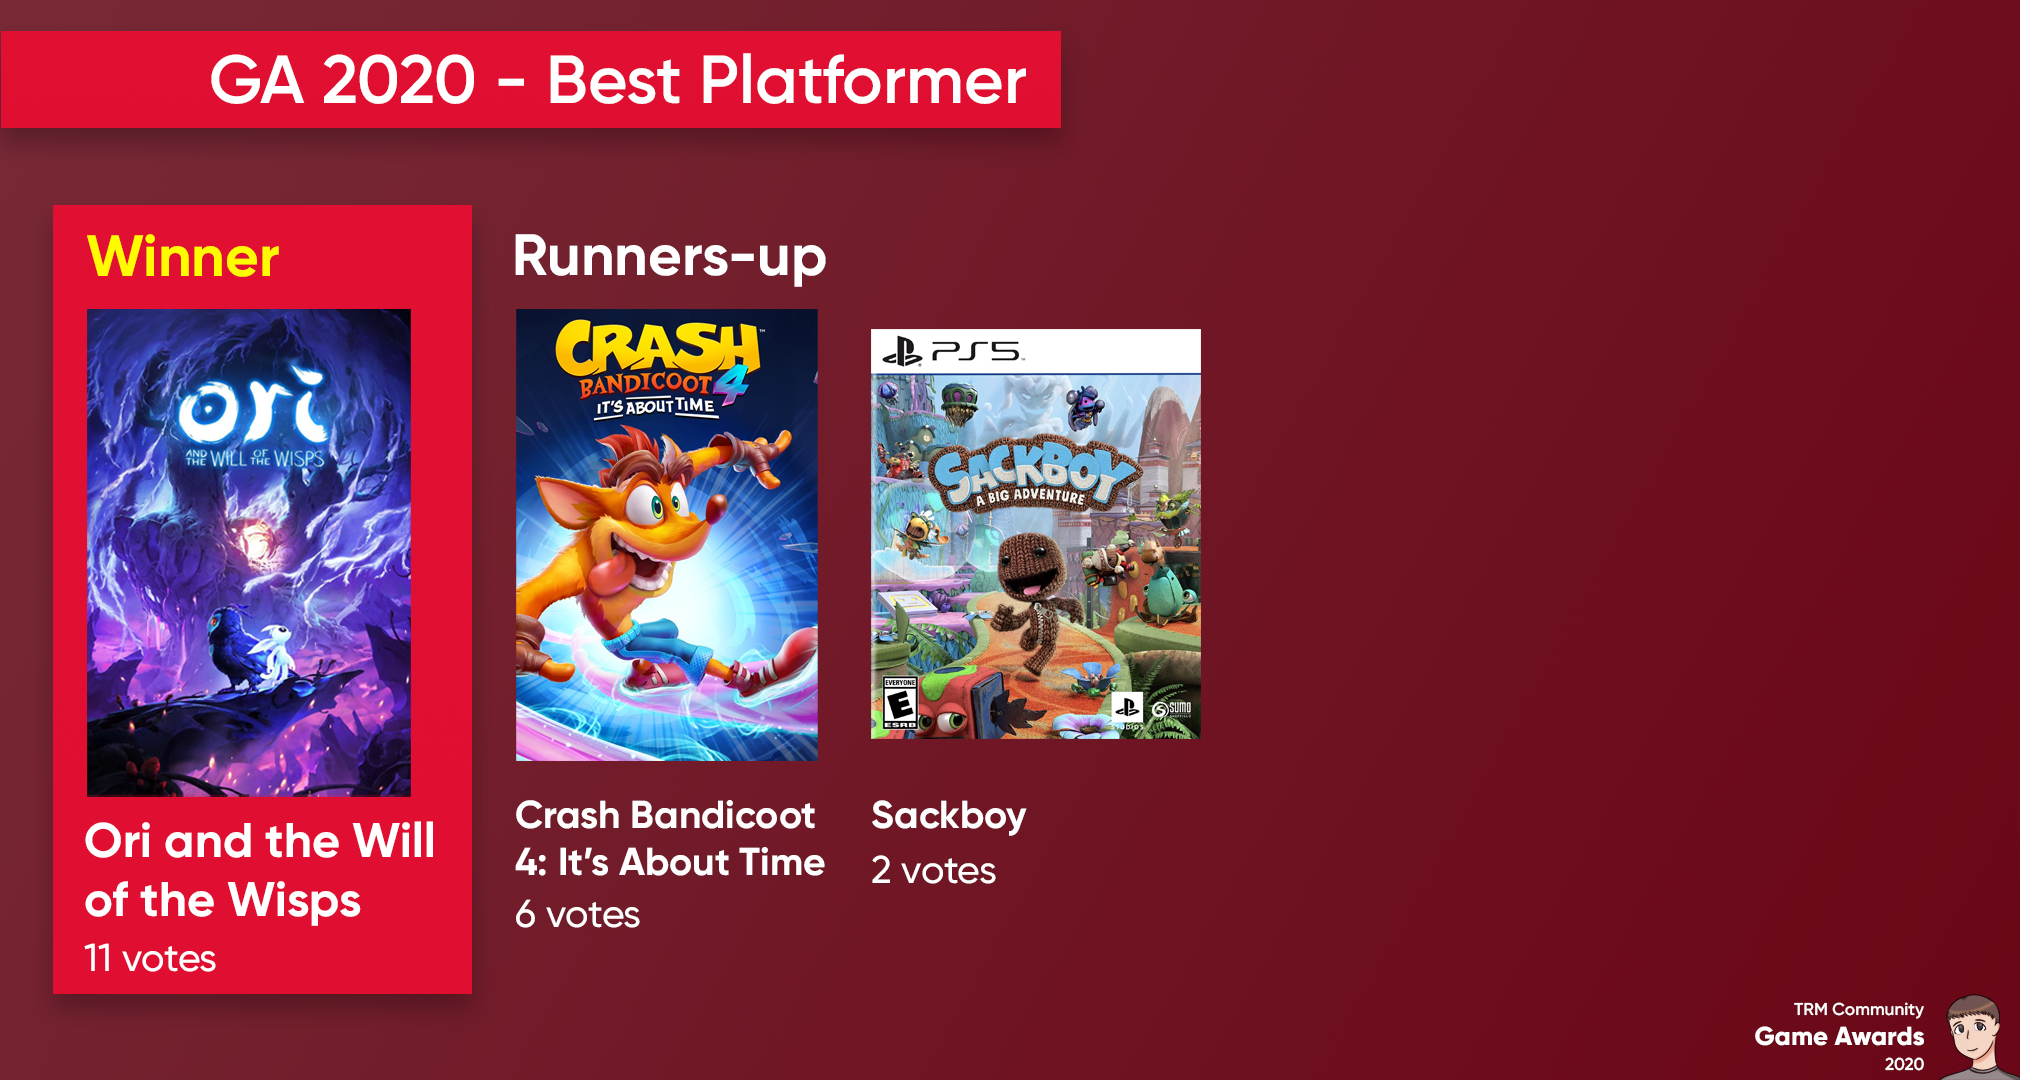 GA 2020 - Best Platformer
Winner
ori
AND THE WILL OF THE WISPS
Ori and the Will
of the Wisps
11 votes
Runners-up
CRASH™
BANDICOOT 4
IT'S ABOUT TIME
Crash Bandicoot
4: It's About Time
6 votes
PS5
SACKBOY
A BIG ADVENTURE
EVERYONE
E
ESRB
SUMO
Sackboy
2 votes
TRM Community
Game Awards
2020